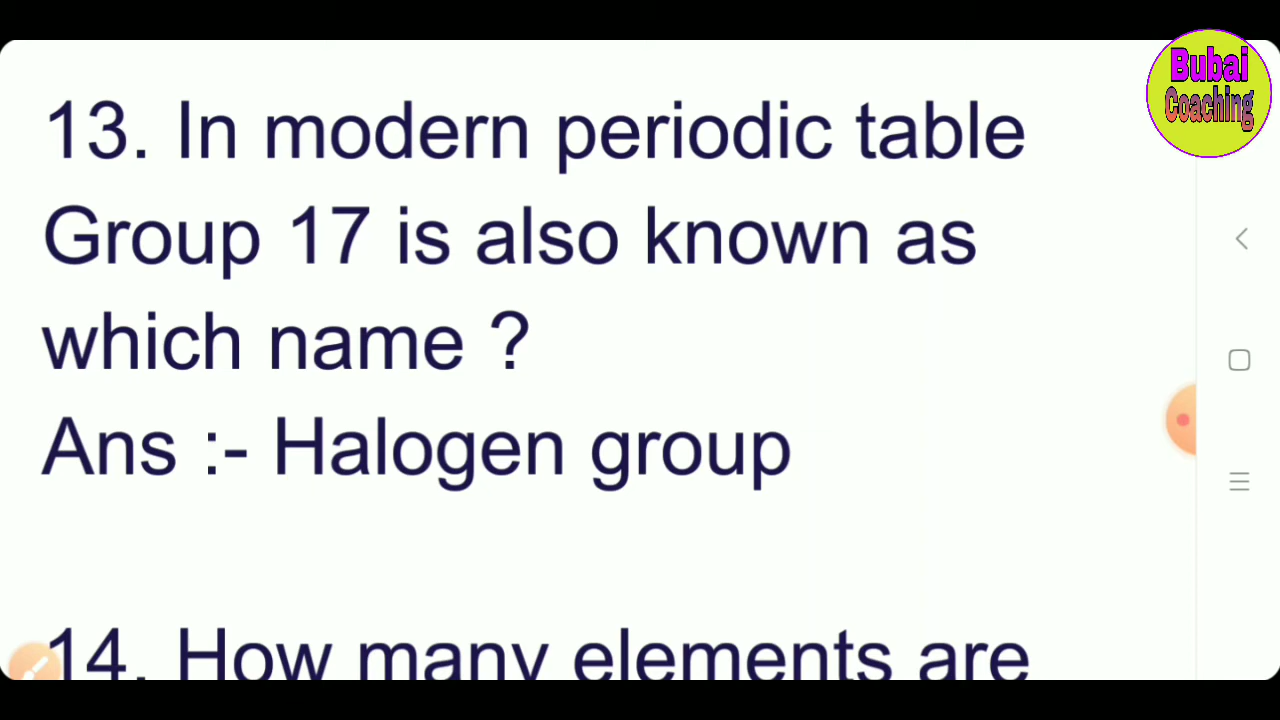 Bubai
Coaching
13. In modern periodic table
Group 17 is also known as
which name ?
Ans :- Halogen group
14. How many elements are